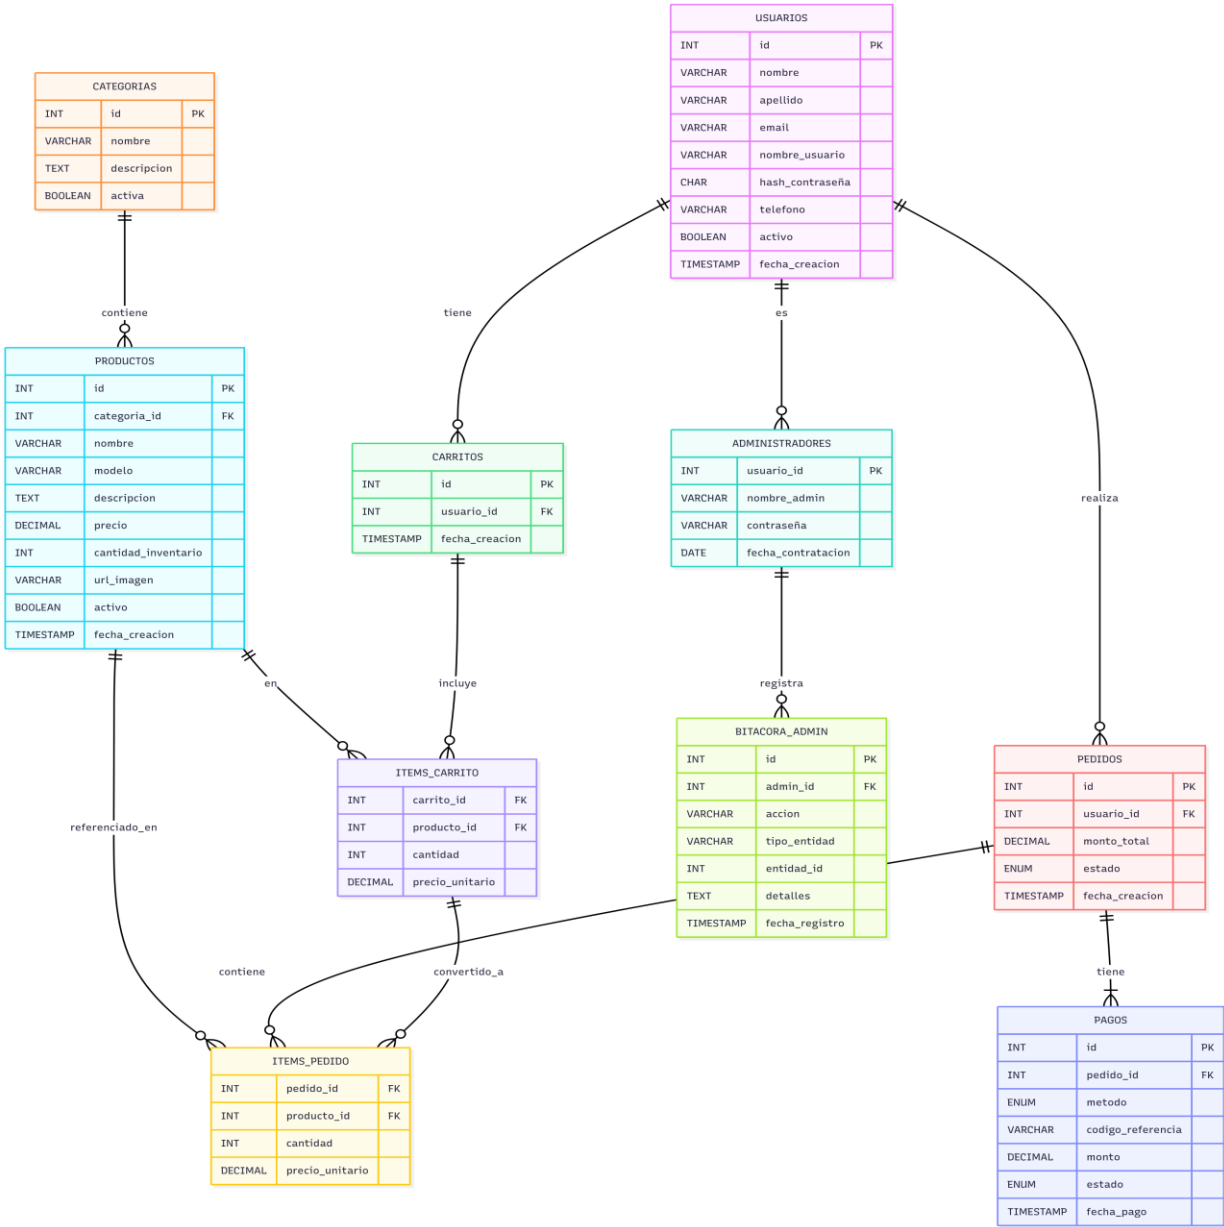 USUARIOS
INT id PK
VARCHAR nombre
VARCHAR apellido
VARCHAR email
VARCHAR nombre_usuario
CHAR hash_contraseña
VARCHAR telefono
BOOLEAN activo
TIMESTAMP fecha_creacion
CATEGORIAS
INT id PK
VARCHAR nombre
TEXT descripcion
BOOLEAN activa
contiene
tiene
es
realiza
PRODUCTOS
INT id PK
INT categoria_id FK
VARCHAR nombre
VARCHAR modelo
TEXT descripcion
DECIMAL precio
INT cantidad_inventario
VARCHAR url_imagen
BOOLEAN activo
TIMESTAMP fecha_creacion
CARRITOS
INT id PK
INT usuario_id FK
TIMESTAMP fecha_creacion
ADMINISTRADORES
INT usuario_id PK
VARCHAR nombre_admin
VARCHAR contraseña
DATE fecha_contratacion
en
incluye
registra
ITEMS_CARRITO
INT carrito_id FK
INT producto_id FK
INT cantidad
DECIMAL precio_unitario
BITACORA_ADMIN
INT id PK
INT admin_id FK
VARCHAR accion
VARCHAR tipo_entidad
INT entidad_id
TEXT detalles
TIMESTAMP fecha_registro
PEDIDOS
INT id PK
INT usuario_id FK
DECIMAL monto_total
ENUM estado
TIMESTAMP fecha_creacion
referenciado_en
contiene
convertido_a
tiene
ITEMS_PEDIDO
INT pedido_id FK
INT producto_id FK
INT cantidad
DECIMAL precio_unitario
PAGOS
INT id PK
INT pedido_id FK
ENUM metodo
VARCHAR codigo_referencia
DECIMAL monto
ENUM estado
TIMESTAMP fecha_pago